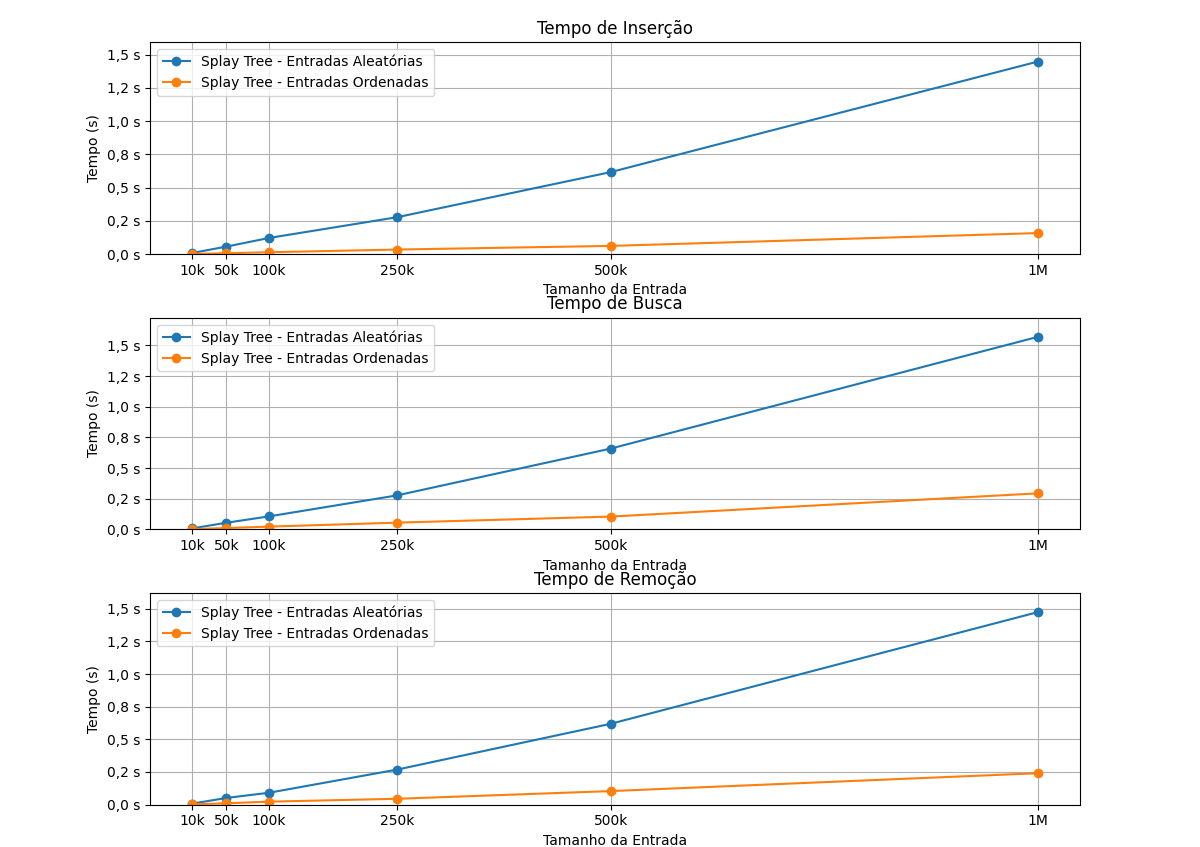 Tempo de Inserção
Tempo (s)
1,5 s
1,2 s
1,0 s
0,8 s
0,5 s
0,2 s
0,0 s
Splay Tree - Entradas Aleatórias
Splay Tree - Entradas Ordenadas
10k 50k 100k 250k 500k 1M
Tamanho da Entrada
Tempo de Busca
Tempo (s)
1,5 s
1,2 s
1,0 s
0,8 s
0,5 s
0,2 s
0,0 s
Splay Tree - Entradas Aleatórias
Splay Tree - Entradas Ordenadas
10k 50k 100k 250k 500k 1M
Tamanho da Entrada
Tempo de Remoção
Tempo (s)
1,5 s
1,2 s
1,0 s
0,8 s
0,5 s
0,2 s
0,0 s
Splay Tree - Entradas Aleatórias
Splay Tree - Entradas Ordenadas
10k 50k 100k 250k 500k 1M
Tamanho da Entrada